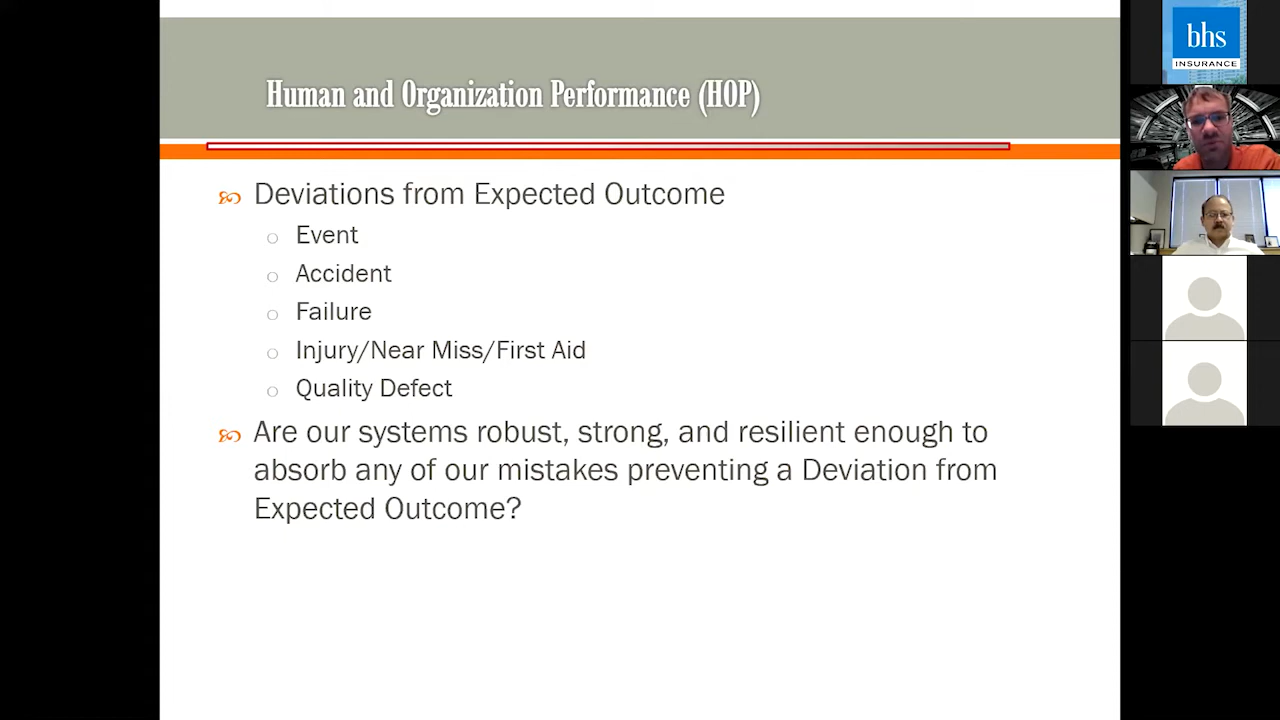 Human and Organization Performance (HOP)
Deviations from Expected Outcome
Event
Accident
Failure
Injury/Near Miss/First Aid
Quality Defect
Are our systems robust, strong, and resilient enough to
absorb any of our mistakes preventing a Deviation from
Expected Outcome?
bhs
INSURANCE